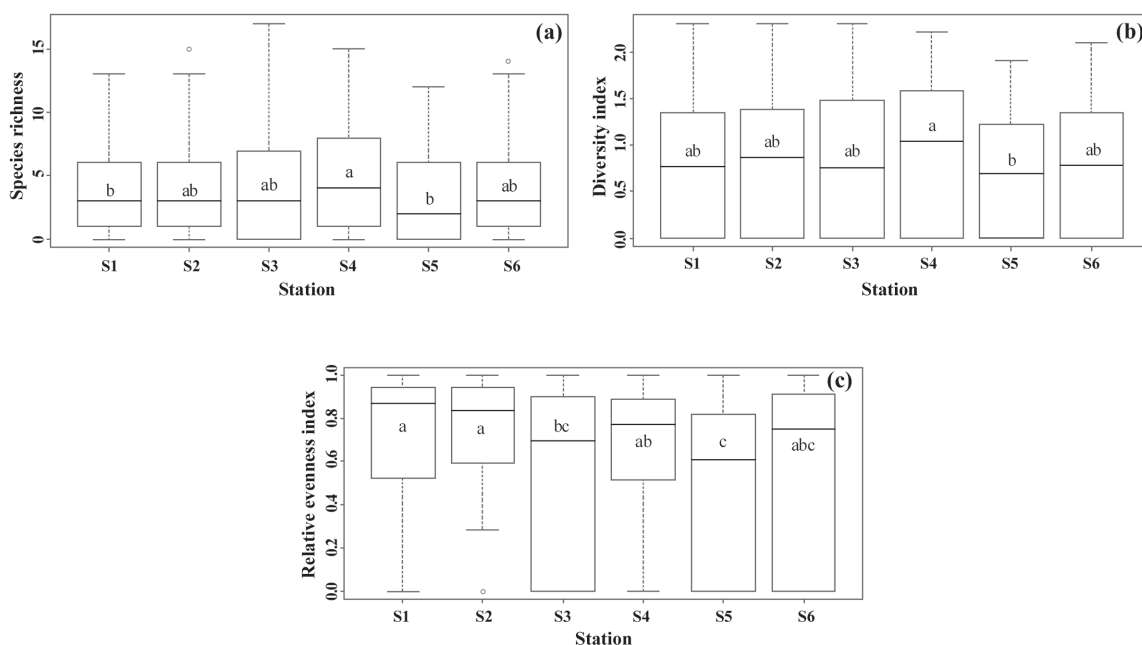 (a)
Species richness
15
10
5
0
b
ab
ab
a
b
ab
S1 S2 S3 S4 S5 S6
Station
(b)
Diversity index
2.0
1.5
1.0
0.5
0.0
ab
ab
ab
a
b
ab
S1 S2 S3 S4 S5 S6
Station
(c)
Relative evenness index
1.0
0.8
0.6
0.4
0.2
0.0
a
a
bc
ab
c
abc
S1 S2 S3 S4 S5 S6
Station